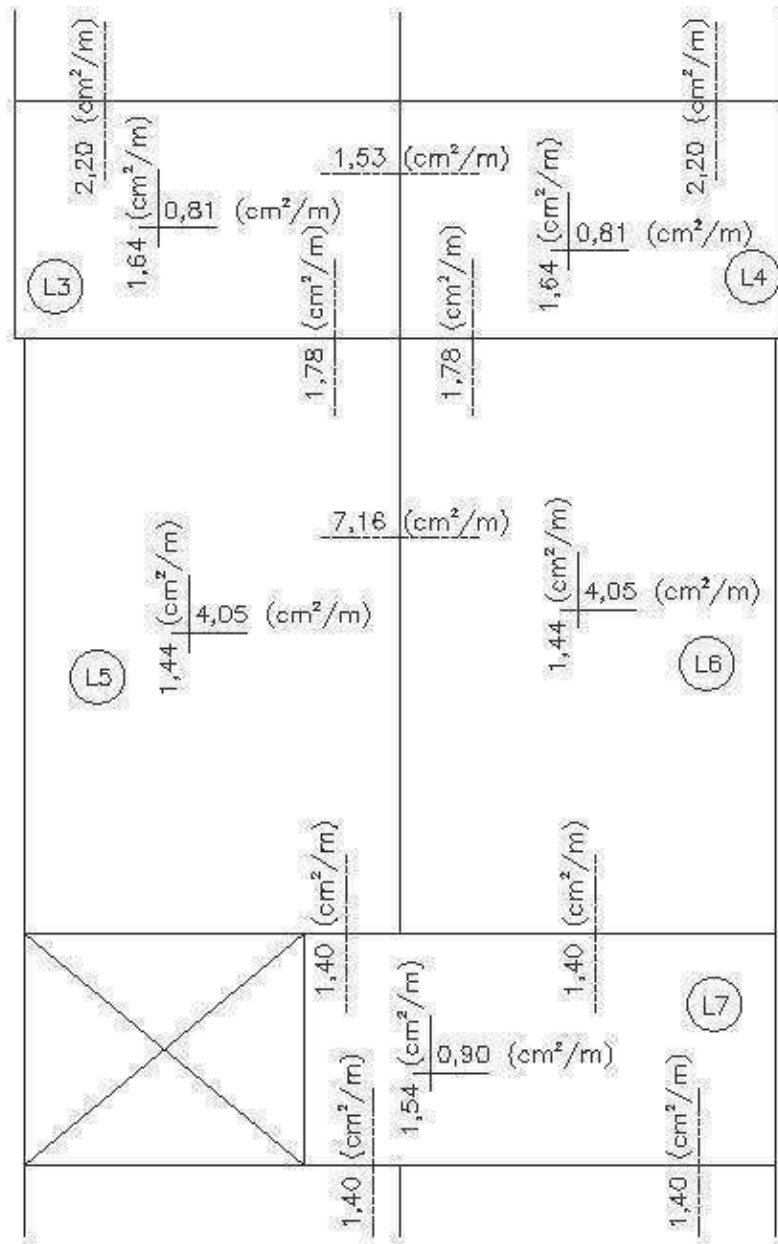 2,20 (cm²/m)
2,20 (cm²/m)
1,53 (cm²/m)
1,64 (cm²/m)
0,81 (cm²/m)
1,64 (cm²/m)
0,81 (cm²/m)
L3
L4
1,78 (cm²/m)
1,78 (cm²/m)
7,16 (cm²/m)
1,44 (cm²/m)
4,05 (cm²/m)
1,44 (cm²/m)
4,05 (cm²/m)
L5
L6
1,40 (cm²/m)
1,40 (cm²/m)
L7
1,54 (cm²/m)
0,90 (cm²/m)
1,40 (cm²/m)
1,40 (cm²/m)